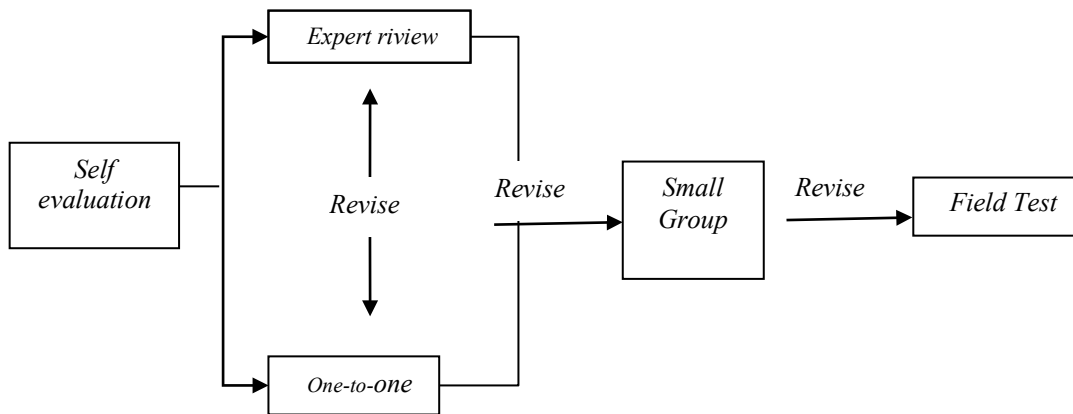 Expert riview
Self
evaluation
Revise
Revise
Small
Group
Revise
Field Test
One-to-one